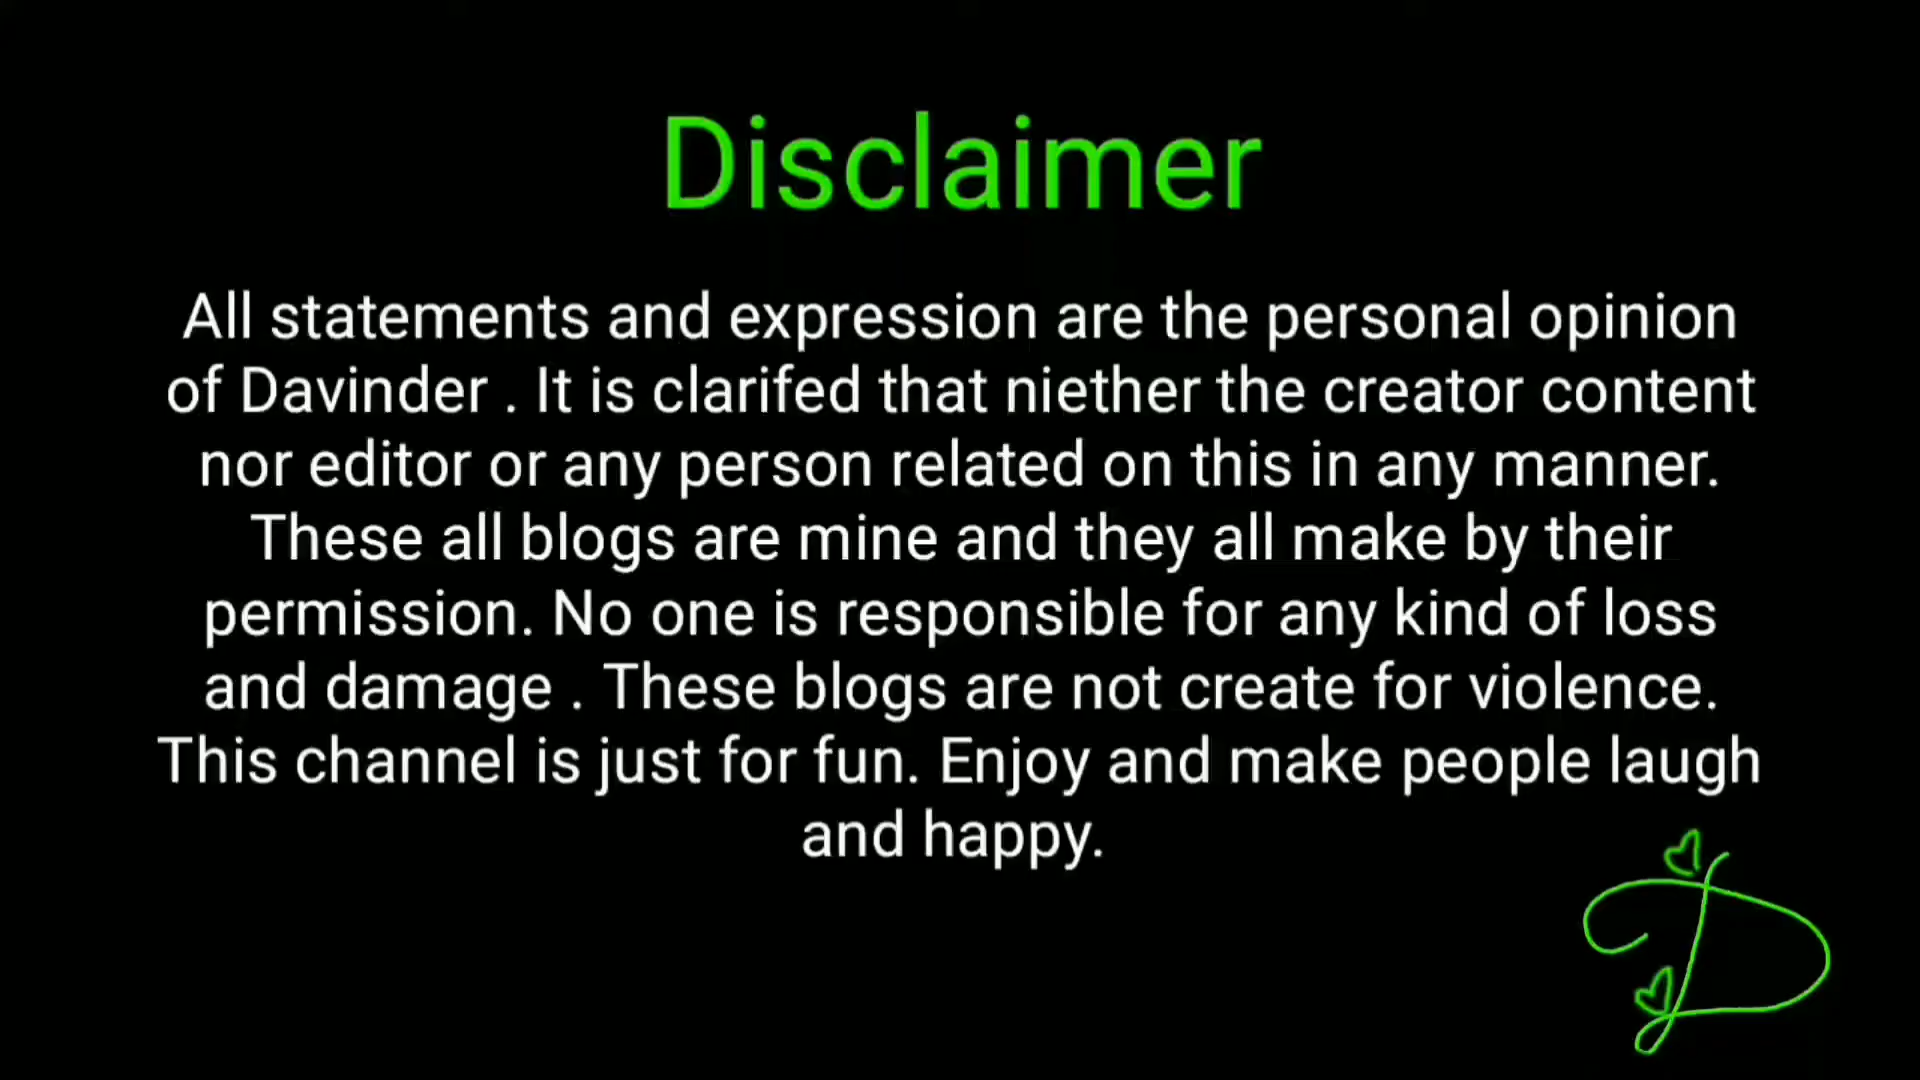 Disclaimer
All statements and expression are the personal opinion
of Davinder . It is clarifed that niether the creator content
nor editor or any person related on this in any manner.
These all blogs are mine and they all make by their
permission. No one is responsible for any kind of loss
and damage . These blogs are not create for violence.
This channel is just for fun. Enjoy and make people laugh
and happy.
D